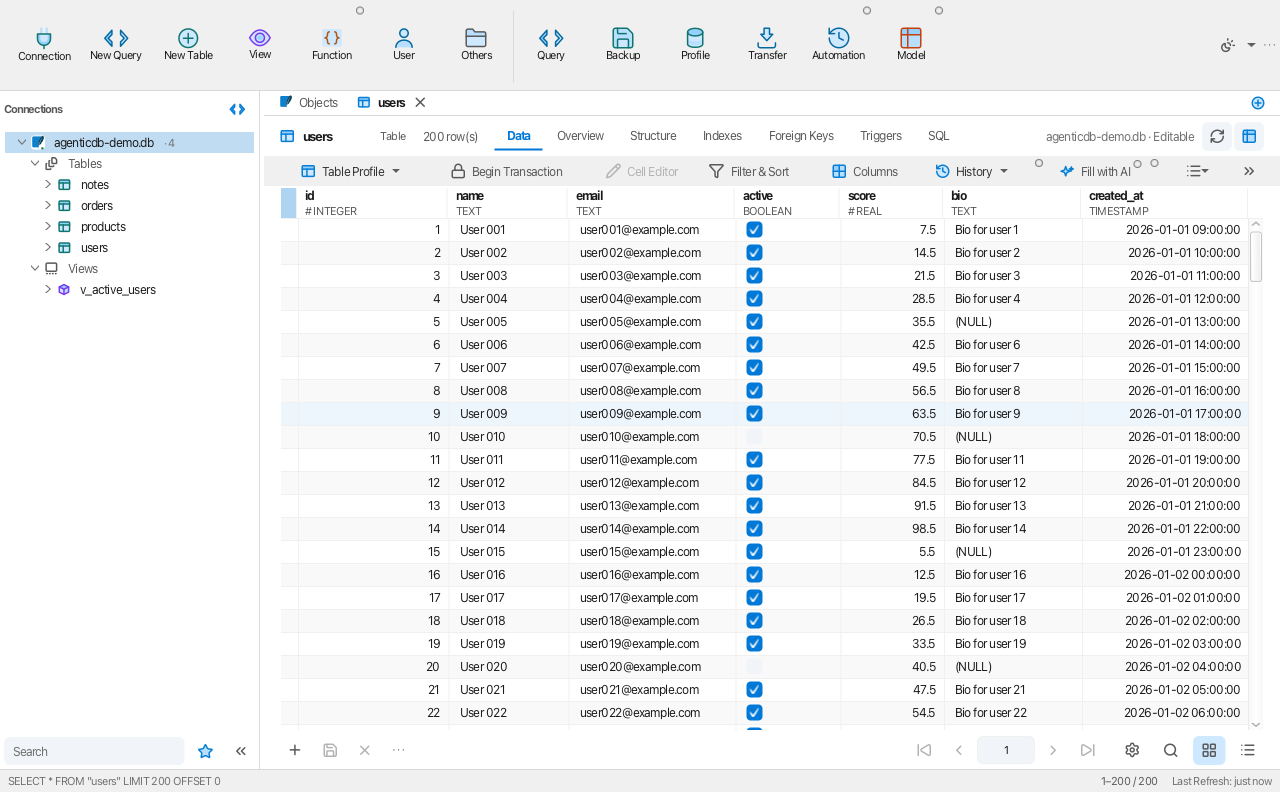 Connection New Query New Table View Function User Others Query Backup Profile Transfer Automation Model
Connections
agenticdb-demo.db · 4
Tables
notes
orders
products
users
Views
v_active_users
Search
Objects users
users Table 200 row(s) Data Overview Structure Indexes Foreign Keys Triggers SQL agenticdb-demo.db · Editable
Table Profile Begin Transaction Cell Editor Filter & Sort Columns History Fill with AI
id name email active score bio created_at
# INTEGER TEXT TEXT BOOLEAN # REAL TEXT TIMESTAMP
1 User 001 user001@example.com 7.5 Bio for user 1 2026-01-01 09:00:00
2 User 002 user002@example.com 14.5 Bio for user 2 2026-01-01 10:00:00
3 User 003 user003@example.com 21.5 Bio for user 3 2026-01-01 11:00:00
4 User 004 user004@example.com 28.5 Bio for user 4 2026-01-01 12:00:00
5 User 005 user005@example.com 35.5 (NULL) 2026-01-01 13:00:00
6 User 006 user006@example.com 42.5 Bio for user 6 2026-01-01 14:00:00
7 User 007 user007@example.com 49.5 Bio for user 7 2026-01-01 15:00:00
8 User 008 user008@example.com 56.5 Bio for user 8 2026-01-01 16:00:00
9 User 009 user009@example.com 63.5 Bio for user 9 2026-01-01 17:00:00
10 User 010 user010@example.com 70.5 (NULL) 2026-01-01 18:00:00
11 User 011 user011@example.com 77.5 Bio for user 11 2026-01-01 19:00:00
12 User 012 user012@example.com 84.5 Bio for user 12 2026-01-01 20:00:00
13 User 013 user013@example.com 91.5 Bio for user 13 2026-01-01 21:00:00
14 User 014 user014@example.com 98.5 Bio for user 14 2026-01-01 22:00:00
15 User 015 user015@example.com 5.5 (NULL) 2026-01-01 23:00:00
16 User 016 user016@example.com 12.5 Bio for user 16 2026-01-02 00:00:00
17 User 017 user017@example.com 19.5 Bio for user 17 2026-01-02 01:00:00
18 User 018 user018@example.com 26.5 Bio for user 18 2026-01-02 02:00:00
19 User 019 user019@example.com 33.5 Bio for user 19 2026-01-02 03:00:00
20 User 020 user020@example.com 40.5 (NULL) 2026-01-02 04:00:00
21 User 021 user021@example.com 47.5 Bio for user 21 2026-01-02 05:00:00
22 User 022 user022@example.com 54.5 Bio for user 22 2026-01-02 06:00:00
1
SELECT * FROM "users" LIMIT 200 OFFSET 0 1–200 / 200 Last Refresh: just now